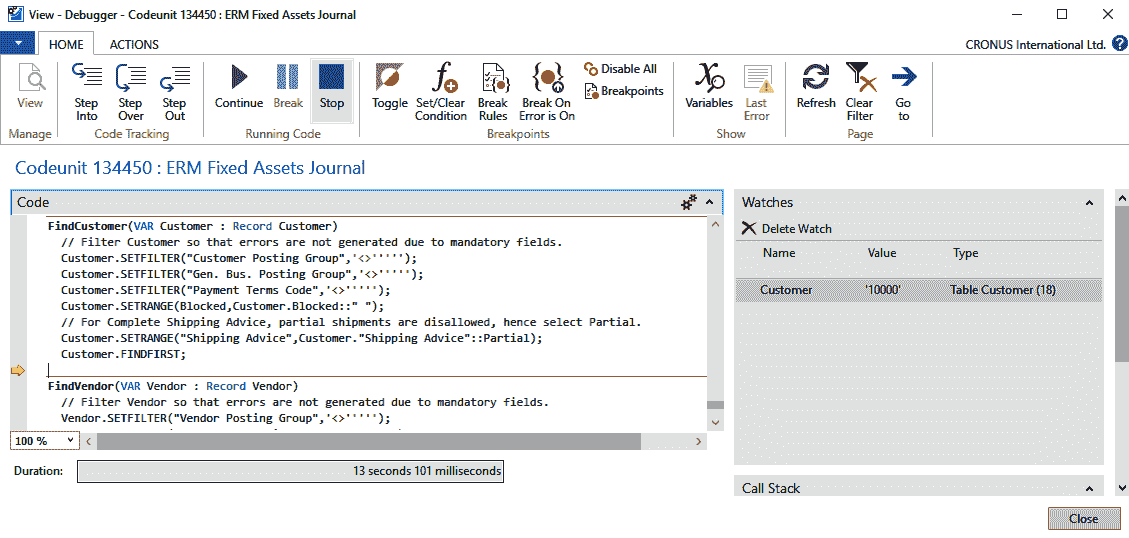 View - Debugger - Codeunit 134450 : ERM Fixed Assets Journal
HOME ACTIONS CRONUS International Ltd. ?
View
Step Into
Step Over
Step Out
Continue
Break
Stop
Toggle
Set/Clear Condition
Break Rules
Break On Error is On
Disable All
Breakpoints
Variables
Last Error
Refresh
Clear Filter
Go to
Manage Code Tracking Running Code Breakpoints Show Page
Codeunit 134450 : ERM Fixed Assets Journal
Code
FindCustomer(VAR Customer : Record Customer)
// Filter Customer so that errors are not generated due to mandatory fields.
Customer.SETFILTER("Customer Posting Group",'<>''''');
Customer.SETFILTER("Gen. Bus. Posting Group",'<>''''');
Customer.SETFILTER("Payment Terms Code",'<>''''');
Customer.SETRANGE(Blocked,Customer.Blocked::" ");
// For Complete Shipping Advice, partial shipments are disallowed, hence select Partial.
Customer.SETRANGE("Shipping Advice",Customer."Shipping Advice"::Partial);
Customer.FINDFIRST;
FindVendor(VAR Vendor : Record Vendor)
// Filter Vendor so that errors are not generated due to mandatory fields.
Vendor.SETFILTER("Vendor Posting Group",'<>''''');
100 %
Duration: 13 seconds 101 milliseconds
Watches
Delete Watch
Name Value Type
Customer '10000' Table Customer (18)
Call Stack
Close